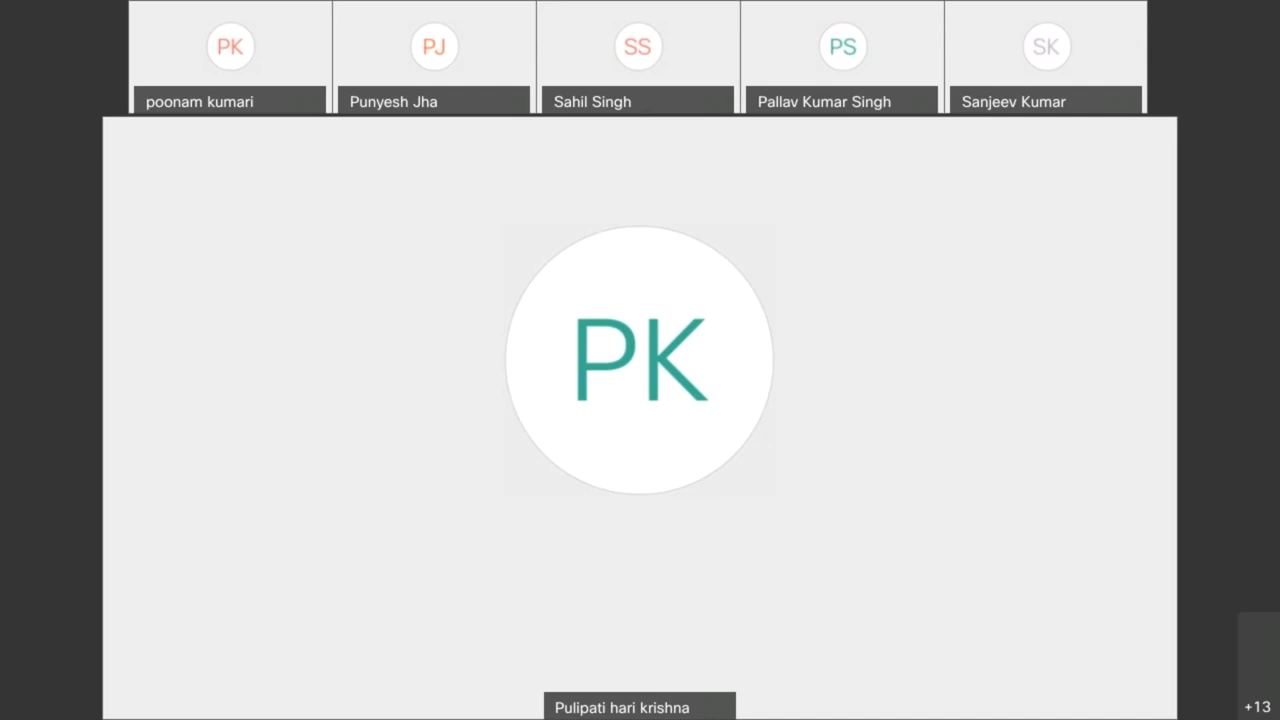 PK
PJ
SS
PS
SK
poonam kumari
Punyesh Jha
Sahil Singh
Pallav Kumar Singh
Sanjeev Kumar
PK
Pulipati hari krishna
+13